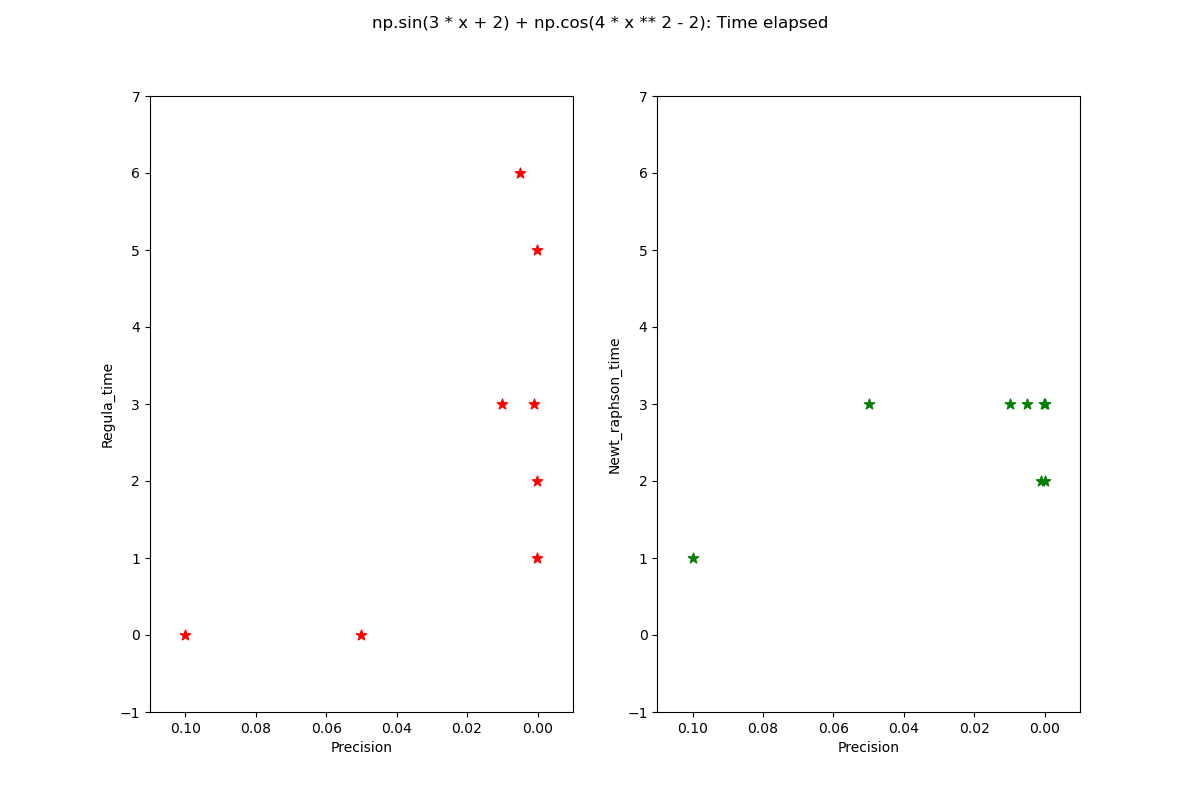 np.sin(3 * x + 2) + np.cos(4 * x ** 2 - 2): Time elapsed
7
6
5
4
3
2
1
0
−1
Regula_time
0.10 0.08 0.06 0.04 0.02 0.00
Precision
7
6
5
4
3
2
1
0
−1
Newt_raphson_time
0.10 0.08 0.06 0.04 0.02 0.00
Precision